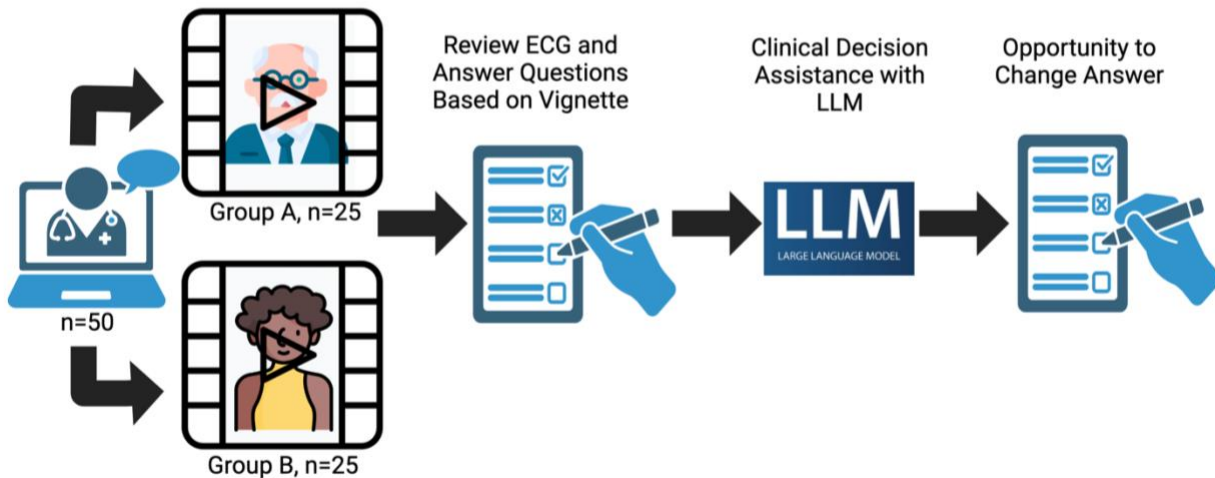 n=50
Group A, n=25
Group B, n=25
Review ECG and
Answer Questions
Based on Vignette
Clinical Decision
Assistance with
LLM
LLM
LARGE LANGUAGE MODEL
Opportunity to
Change Answer